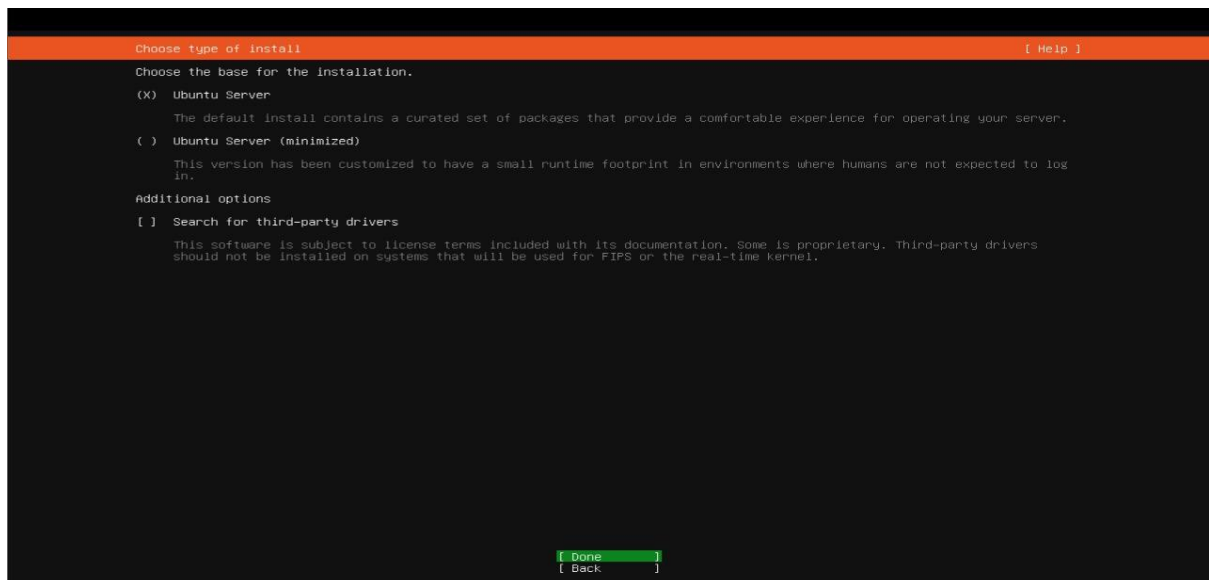 Choose type of install [ Help ]
Choose the base for the installation.
(X) Ubuntu Server
The default install contains a curated set of packages that provide a comfortable experience for operating your server.
( ) Ubuntu Server (minimized)
This version has been customized to have a small runtime footprint in environments where humans are not expected to log
in.
Additional options
[ ] Search for third-party drivers
This software is subject to license terms included with its documentation. Some is proprietary. Third-party drivers
should not be installed on systems that will be used for FIPS or the real-time kernel.
[ Done ]
[ Back ]